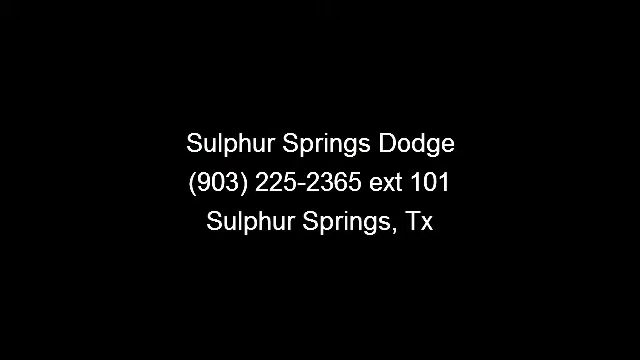 Sulphur Springs Dodge
(903) 225-2365 ext 101
Sulphur Springs, Tx